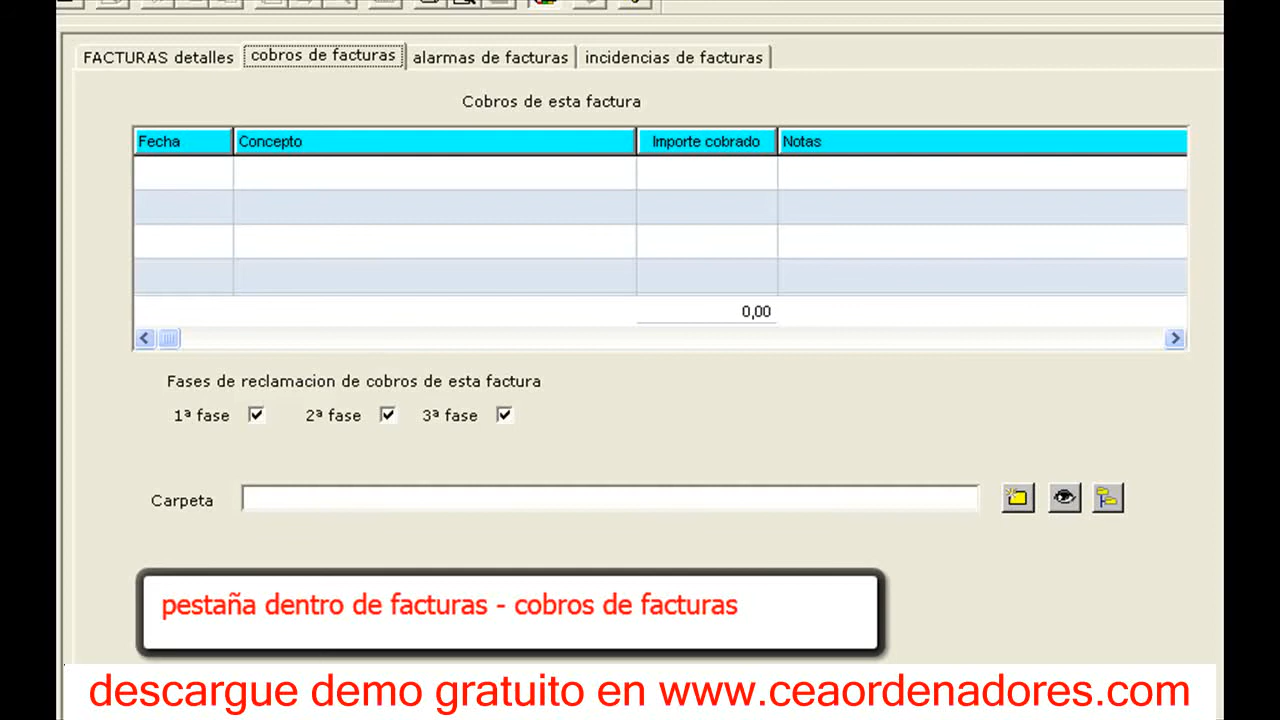 FACTURAS detalles cobros de facturas alarmas de facturas incidencias de facturas
Cobros de esta factura
Fecha Concepto Importe cobrado Notas
0,00
Fases de reclamacion de cobros de esta factura
1ª fase 2ª fase 3ª fase
Carpeta
pestaña dentro de facturas - cobros de facturas
descargue demo gratuito en www.ceaordenadores.com